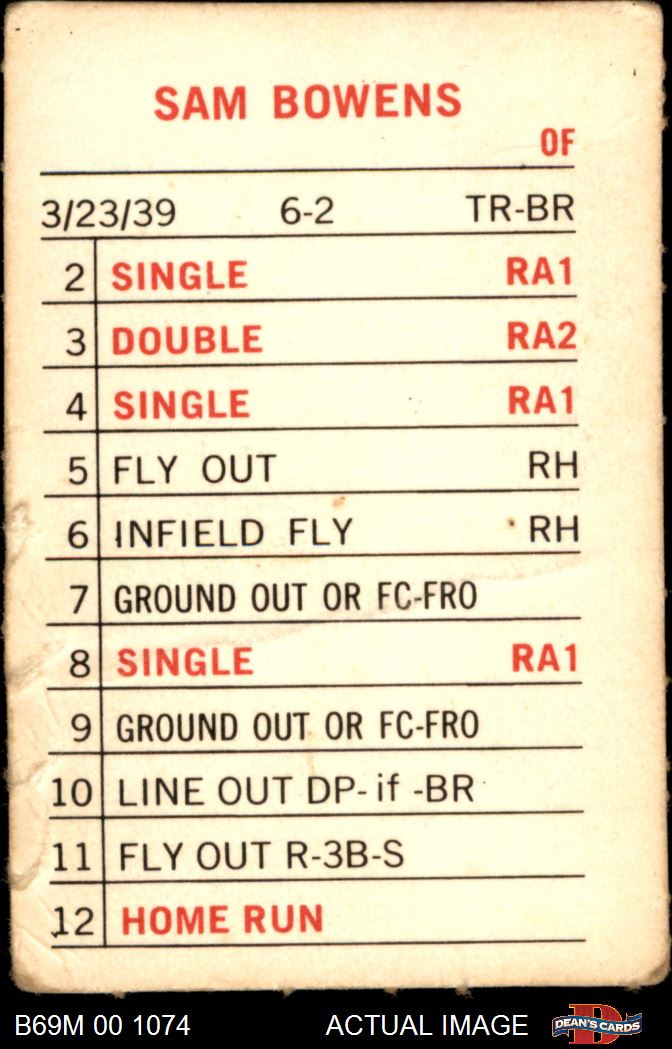 SAM BOWENS
OF
3/23/39 6-2 TR-BR
2 SINGLE RA1
3 DOUBLE RA2
4 SINGLE RA1
5 FLY OUT RH
6 INFIELD FLY RH
7 GROUND OUT OR FC-FRO
8 SINGLE RA1
9 GROUND OUT OR FC-FRO
10 LINE OUT DP-if-BR
11 FLY OUT R-3B-S
12 HOME RUN
B69M 00 1074 ACTUAL IMAGE D DEAN'S CARDS